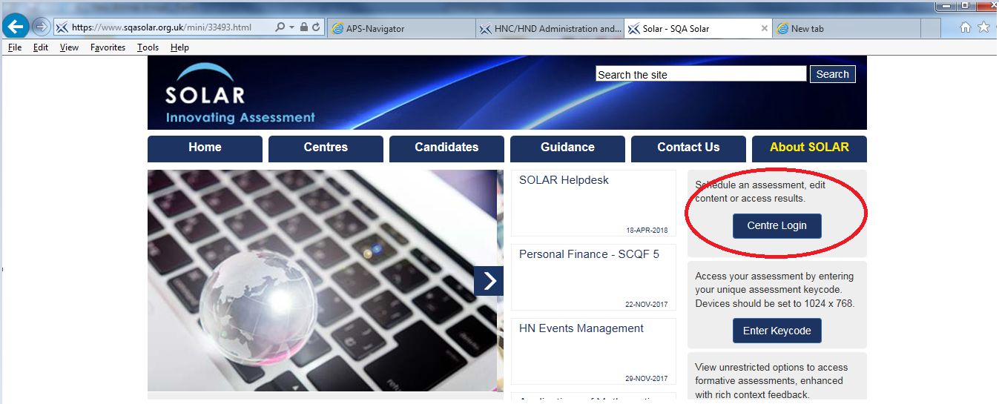 https://www.sqasolar.org.uk/mini/33493.html
APS-Navigator
HNC/HND Administration and...
Solar - SQA Solar
New tab
File Edit View Favorites Tools Help
SOLAR
Innovating Assessment
Search the site
Search
Home
Centres
Candidates
Guidance
Contact Us
About SOLAR
SOLAR Helpdesk
18-APR-2018
Personal Finance - SCQF 5
22-NOV-2017
HN Events Management
29-NOV-2017
Schedule an assessment, edit
content or access results.
Centre Login
Access your assessment by entering
your unique assessment keycode.
Devices should be set to 1024 x 768.
Enter Keycode
View unrestricted options to access
formative assessments, enhanced
with rich context feedback.